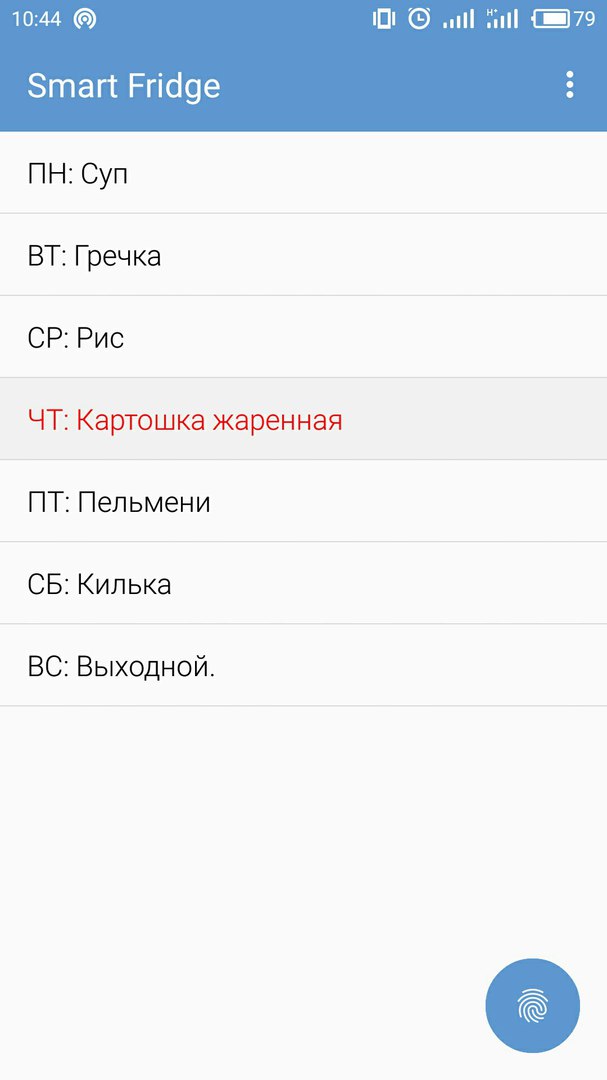 10:44 H+ 79
Smart Fridge
ПН: Суп
ВТ: Гречка
СР: Рис
ЧТ: Картошка жаренная
ПТ: Пельмени
СБ: Килька
ВС: Выходной.